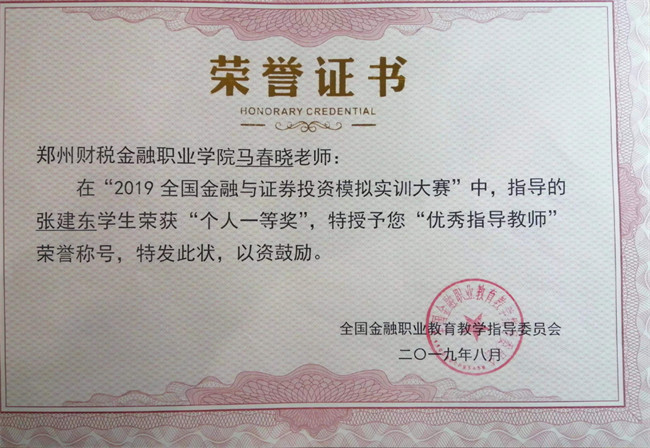 荣誉证书
HONORARY CREDENTIAL
郑州财税金融职业学院马春晓老师：
在“2019 全国金融与证券投资模拟实训大赛”中，指导的
张建东学生荣获“个人一等奖”，特授予您“优秀指导教师”
荣誉称号，特发此状，以资鼓励。
全国金融职业教育教学指导委员会
二〇一九年八月